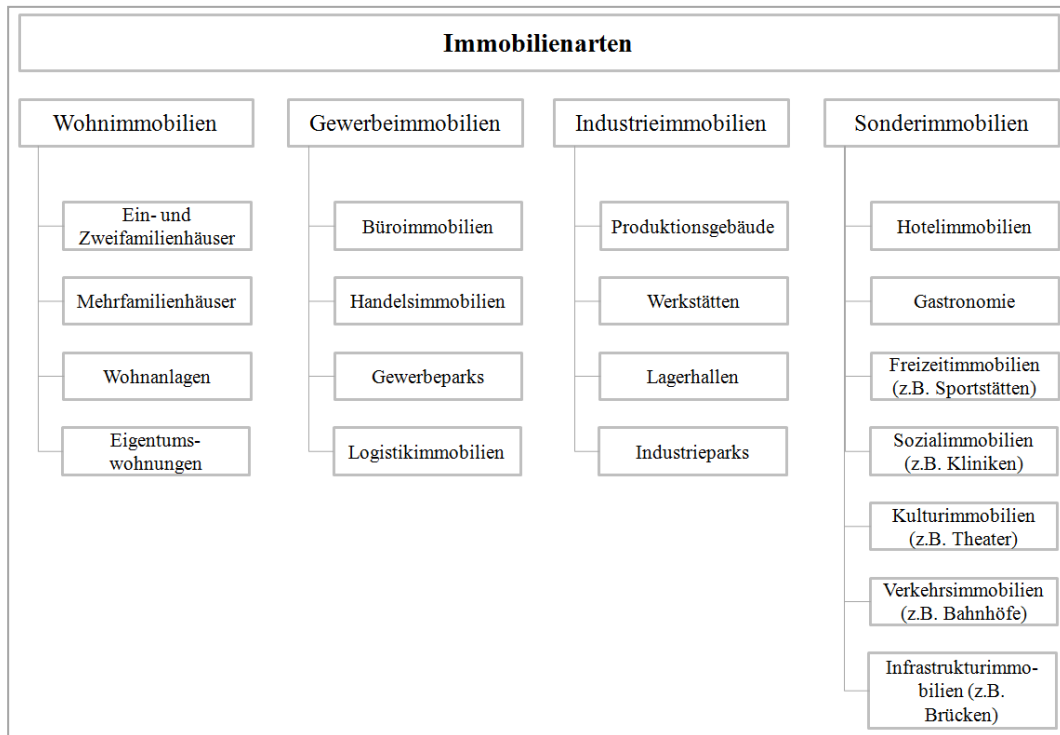 Immobilienarten
Wohnimmobilien
Ein- und
Zweifamilienhäuser
Mehrfamilienhäuser
Wohnanlagen
Eigentums-
wohnungen
Gewerbeimmobilien
Büroimmobilien
Handelsimmobilien
Gewerbeparks
Logistikimmobilien
Industrieimmobilien
Produktionsgebäude
Werkstätten
Lagerhallen
Industrieparks
Sonderimmobilien
Hotelimmobilien
Gastronomie
Freizeitimmobilien
(z.B. Sportstätten)
Sozialimmobilien
(z.B. Kliniken)
Kulturimmobilien
(z.B. Theater)
Verkehrsimmobilien
(z.B. Bahnhöfe)
Infrastrukturimmo-
bilien (z.B.
Brücken)